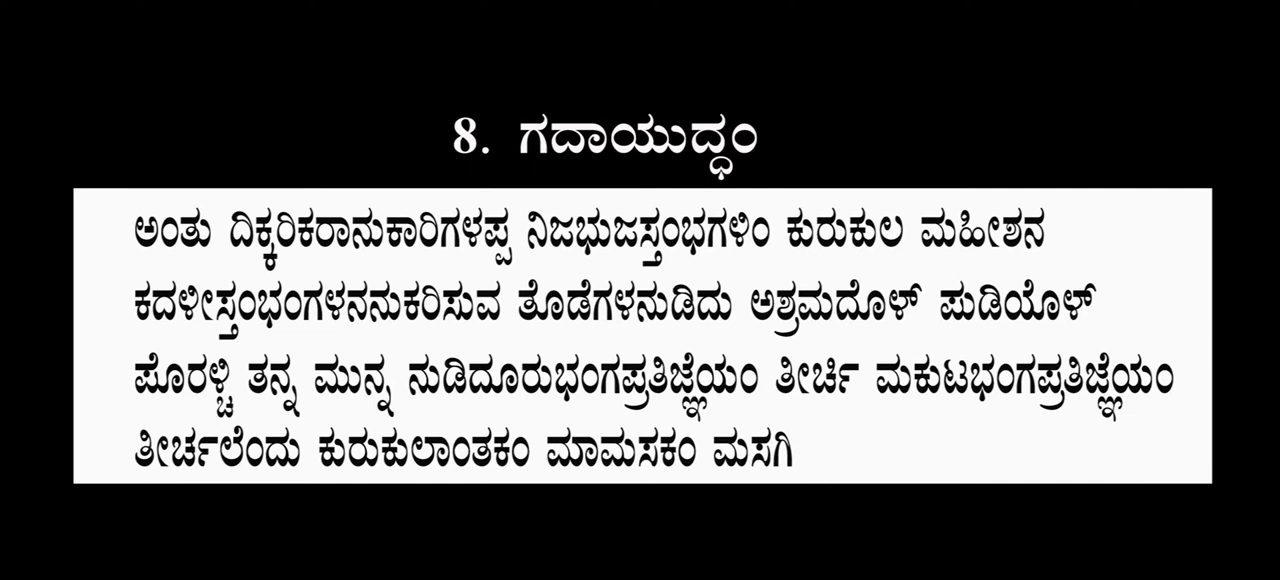 8. ಗದಾಯುದ್ಧಂ
ಅಂತು ದಿಕ್ಕರಿಕರಾನುಕಾರಿಗಳಪ್ಪ ನಿಜಭುಜಸ್ತಂಭಗಳಿಂ ಕುರುಕುಲ ಮಹೀಶನ
ಕದಳೀಸ್ತಂಭಂಗಳನನುಕರಿಸುವ ತೊಡೆಗಳನುಡಿದು ಅಶ್ರಮದೊಳ್ ಪುಡಿಯೊಳ್
ಪೊರಳ್ಚಿ ತನ್ನ ಮುನ್ನ ನುಡಿದೂರುಭಂಗಪ್ರತಿಜ್ಞೆಯಂ ತೀರ್ಚಿ ಮಕುಟಭಂಗಪ್ರತಿಜ್ಞೆಯಂ
ತೀರ್ಚಲೆಂದು ಕುರುಕುಲಾಂತಕಂ ಮಾಮಸಕಂ ಮಸಗಿ